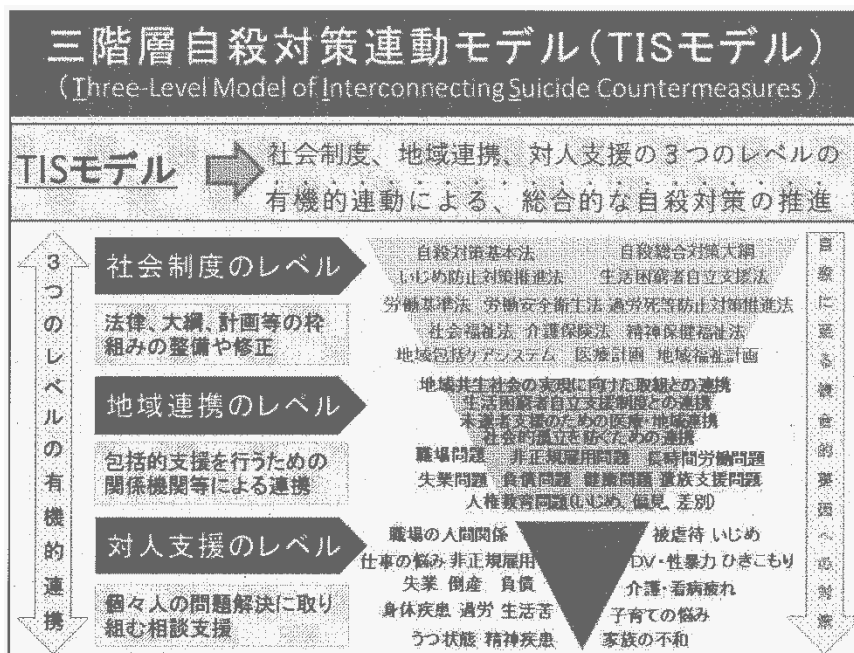 三階層自殺対策連動モデル(TISモデル)
(Three-Level Model of Interconnecting Suicide Countermeasures)
TISモデル
社会制度、地域連携、対人支援の3つのレベルの
有機的連動による、総合的な自殺対策の推進
3つのレベルの有機的連携
社会制度のレベル
法律、大綱、計画等の枠
組みの整備や修正
自殺対策基本法 自殺総合対策大綱
いじめ防止対策推進法 生活困窮者自立支援法
労働基準法 労働安全衛生法 過労死等防止対策推進法
社会福祉法 介護保険法 精神保健福祉法
地域包括ケアシステム 医療計画 地域福祉計画
地域連携のレベル
包括的支援を行うための
関係機関等による連携
地域共生社会の実現に向けた取組との連携
生活困窮者自立支援制度との連携
未遂者支援のための医療・地域連携
社会的孤立を防ぐための連携
職場問題 非正規雇用問題 長時間労働問題
失業問題 負債問題 健康問題 遺族支援問題
人権教育問題(いじめ、偏見、差別)
対人支援のレベル
個々人の問題解決に取り
組む相談支援
職場の人間関係 被虐待 いじめ
仕事の悩み 非正規雇用 DV・性暴力 ひきこもり
失業 倒産 負債 介護・看病疲れ
身体疾患 過労 生活苦 子育ての悩み
うつ状態 精神疾患 家族の不和
自殺に至る複合的要因への対策